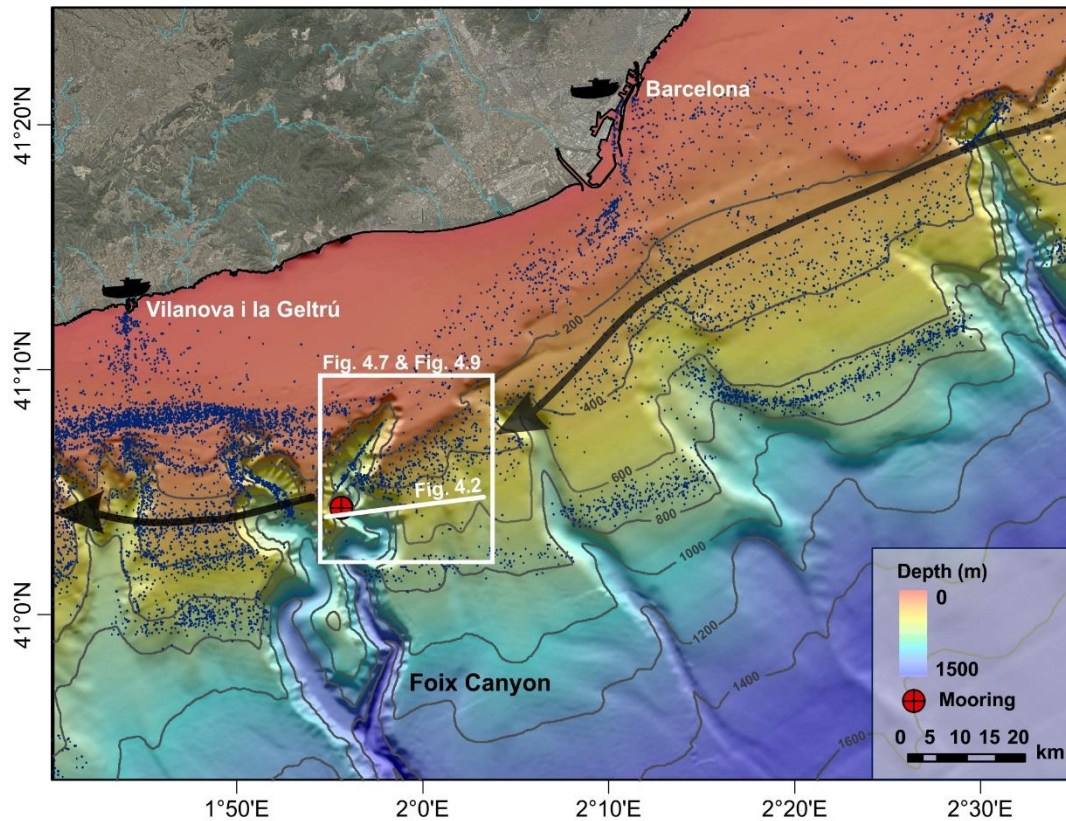 41°20'N
41°10'N
41°0'N
Barcelona
Vilanova i la Geltrú
Fig. 4.7 & Fig. 4.9
Fig. 4.2
200
400
600
800
1000
1200
1400
1600
Foix Canyon
Depth (m)
0
1500
Mooring
0 5 10 15 20
km
1°50'E 2°0'E 2°10'E 2°20'E 2°30'E